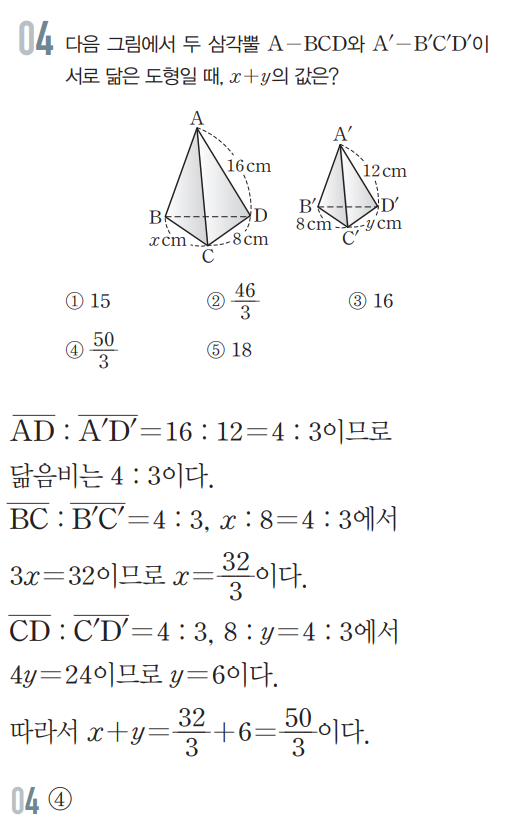 04 다음 그림에서 두 삼각뿔 A-BCD와 A′-B′C′D′이
서로 닮은 도형일 때, x+y의 값은?
A
16cm
B
D
xcm
8cm
C
A′
12cm
B′
D′
8cm
ycm
C′
① 15 ② 46/3 ③ 16
④ 50/3 ⑤ 18
A̅D̅ : A̅′D̅′=16 : 12=4 : 3이므로
닮음비는 4 : 3이다.
B̅C̅ : B̅′C̅′=4 : 3, x : 8=4 : 3에서
3x=32이므로 x=32/3이다.
C̅D̅ : C̅′D̅′=4 : 3, 8 : y=4 : 3에서
4y=24이므로 y=6이다.
따라서 x+y=32/3+6=50/3이다.
04 ④